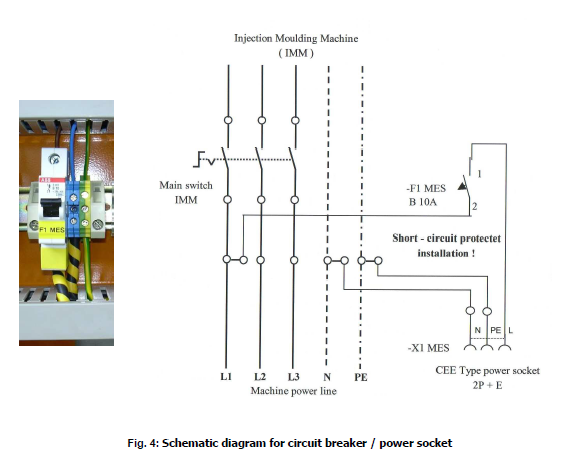 Injection Moulding Machine
( IMM )
1
-F1 MES
B 10A
2
Main switch
IMM
Short - circuit protectet
installation !
ABB
F1 MES
N PE L
-X1 MES
CEE Type power socket
2P + E
L1 L2 L3 N PE
Machine power line
Fig. 4: Schematic diagram for circuit breaker / power socket